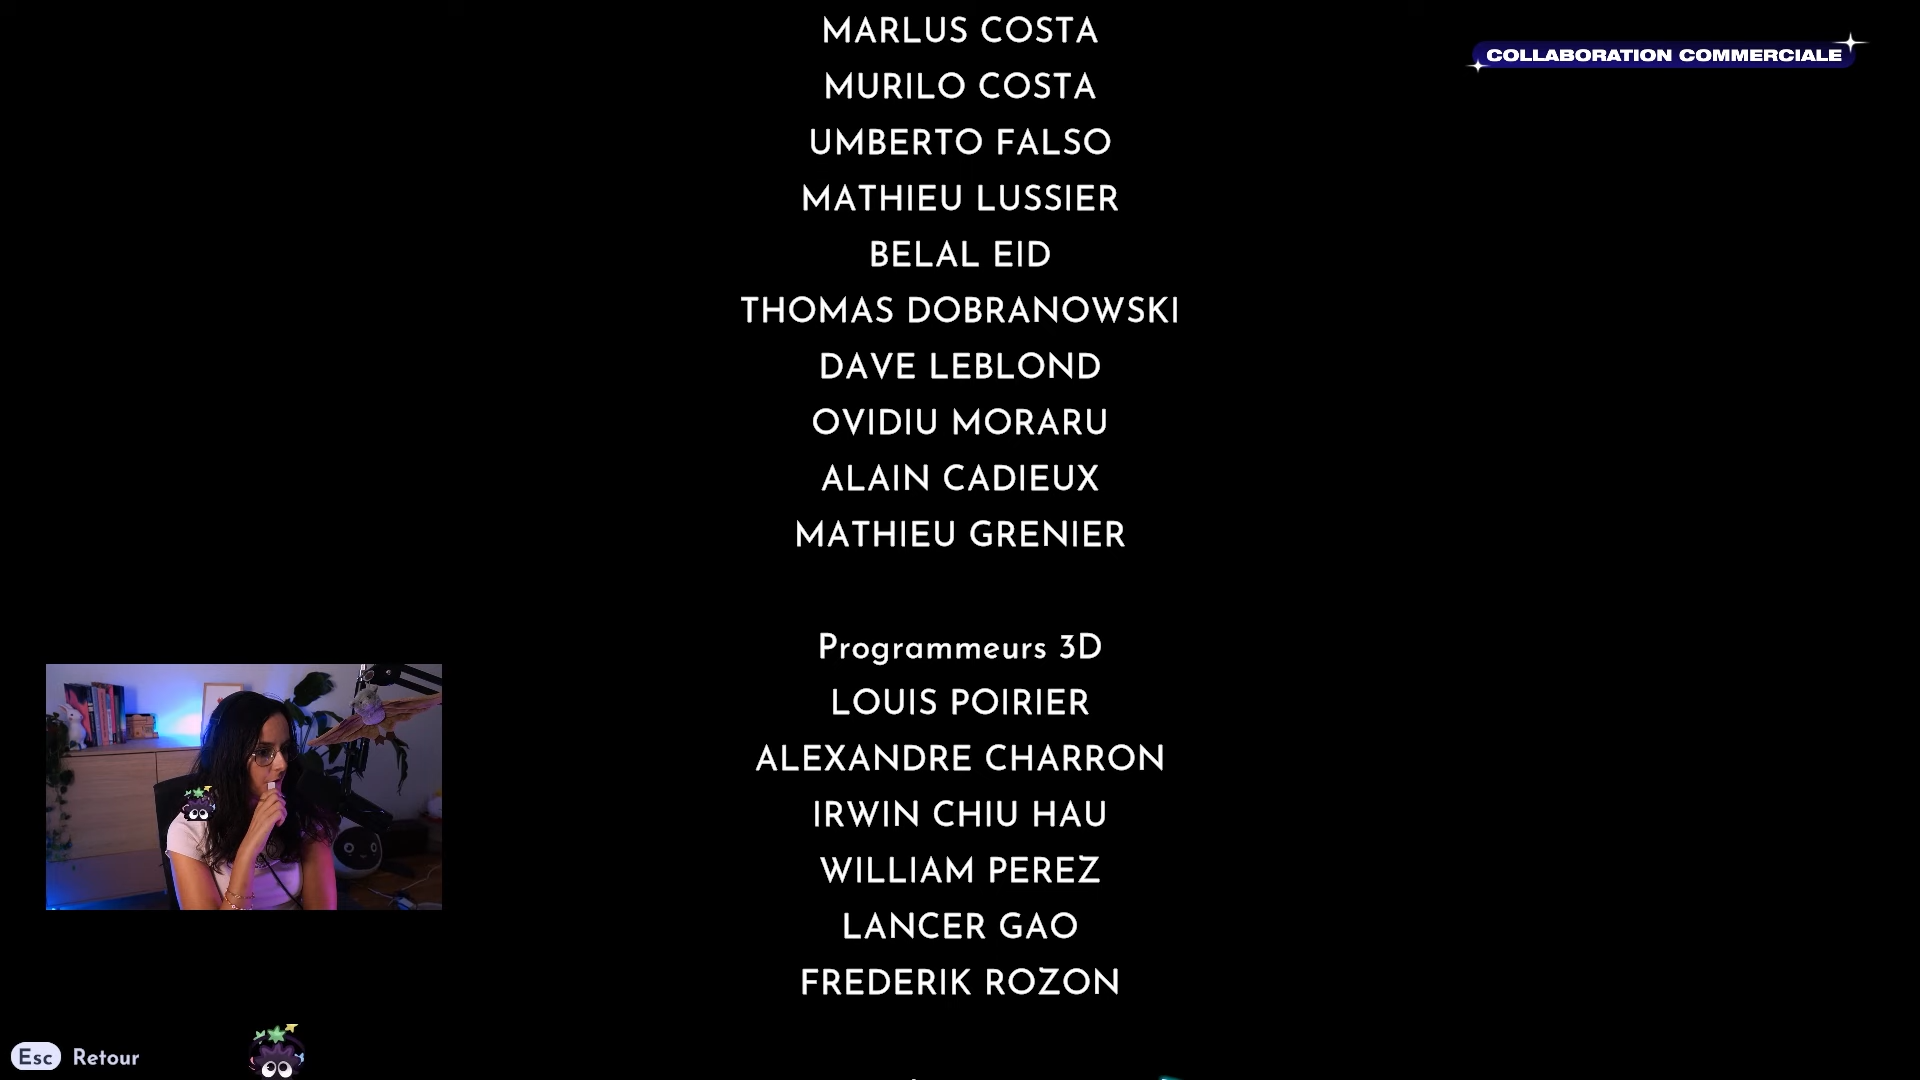 MARLUS COSTA
COLLABORATION COMMERCIALE
MURILO COSTA
UMBERTO FALSO
MATHIEU LUSSIER
BELAL EID
THOMAS DOBRANOWSKI
DAVE LEBLOND
OVIDIU MORARU
ALAIN CADIEUX
MATHIEU GRENIER
Programmeurs 3D
LOUIS POIRIER
ALEXANDRE CHARRON
IRWIN CHIU HAU
WILLIAM PEREZ
LANCER GAO
FREDERIK ROZON
Esc Retour